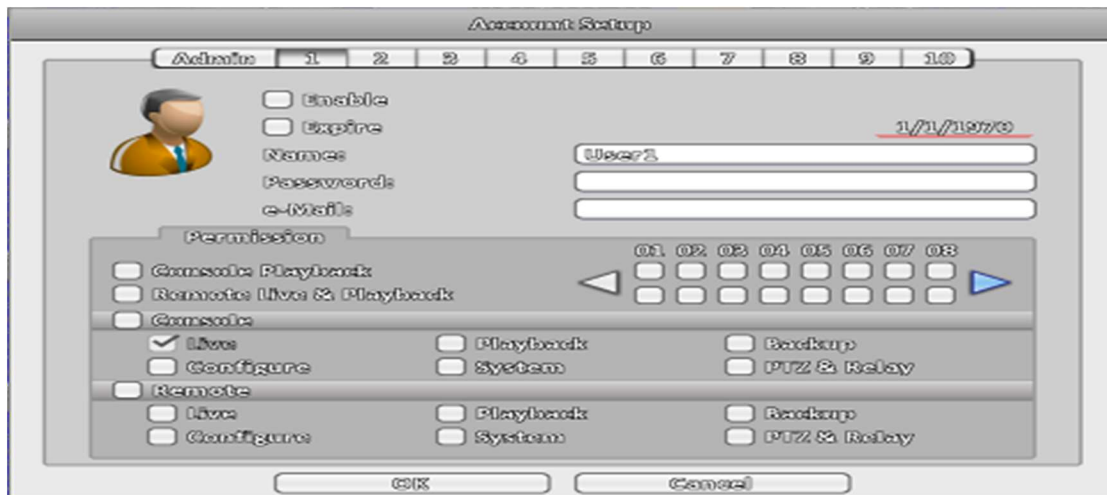 Account Setup
Admin 1 2 3 4 5 6 7 8 9 10
Enable
Expire 1/1/1970
Name: User1
Password:
e-Mail:
Permission
01 02 03 04 05 06 07 08
Console Playback
Remote Live & Playback
Console
Live Playback Backup
Configure System PTZ & Relay
Remote
Live Playback Backup
Configure System PTZ & Relay
OK Cancel